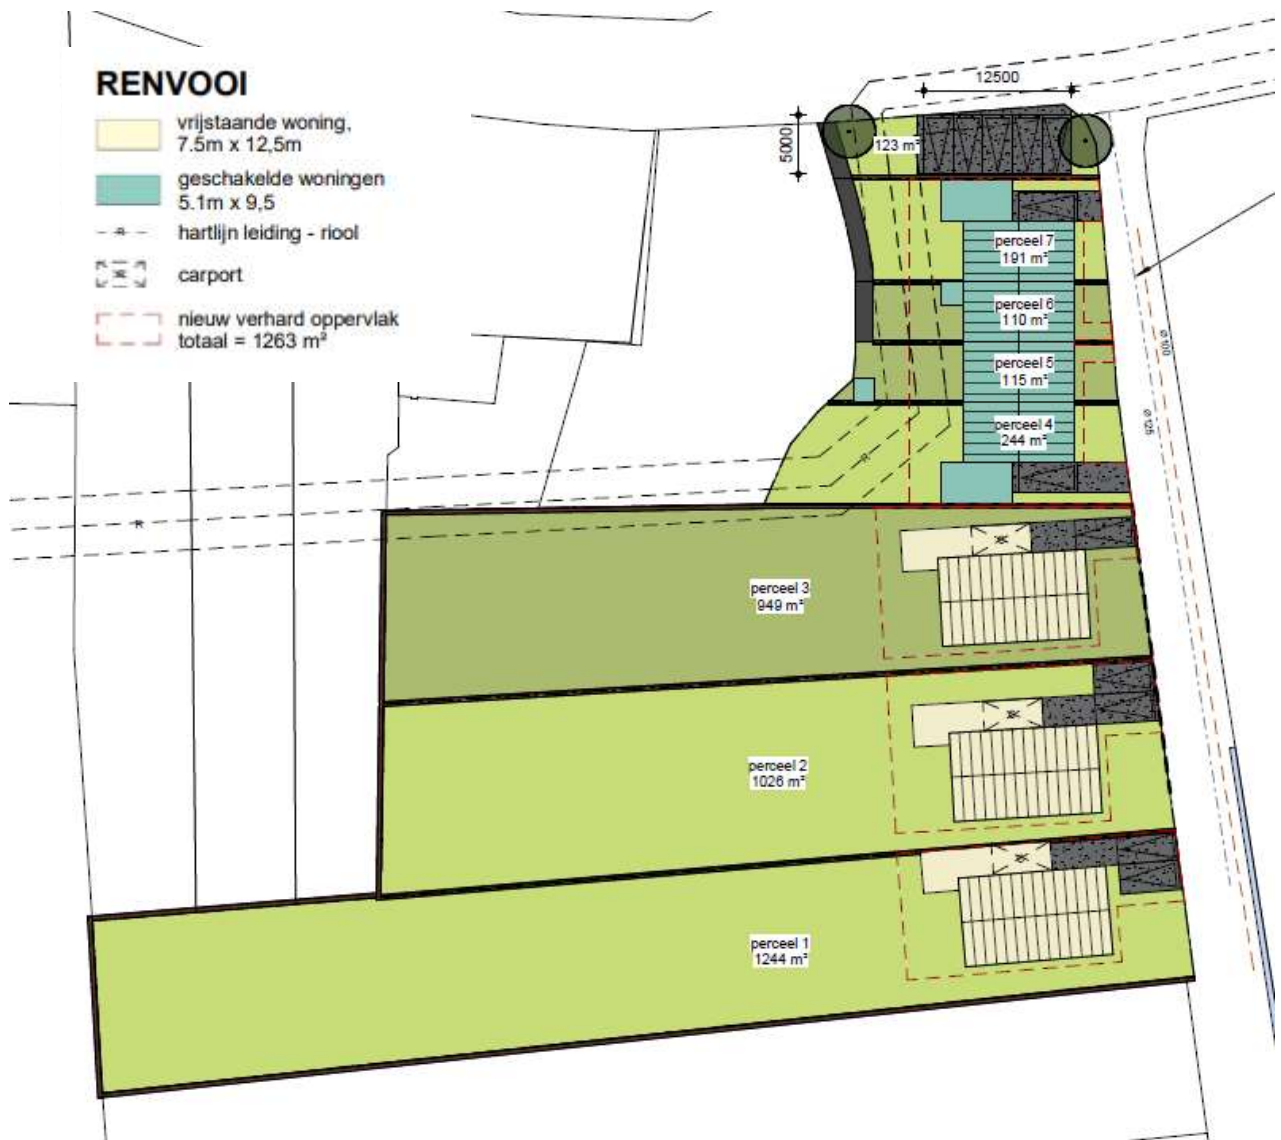 RENVOOI
vrijstaande woning,
7.5m x 12,5m
geschakelde woningen
5.1m x 9,5
R
hartlijn leiding - riool
carport
nieuw verhard oppervlak
totaal = 1263 m²
12500
5000
123 m²
perceel 7
191 m²
perceel 6
110 m²
perceel 5
115 m²
perceel 4
244 m²
ø100
ø125
R
R
perceel 3
949 m²
perceel 2
1026 m²
perceel 1
1244 m²